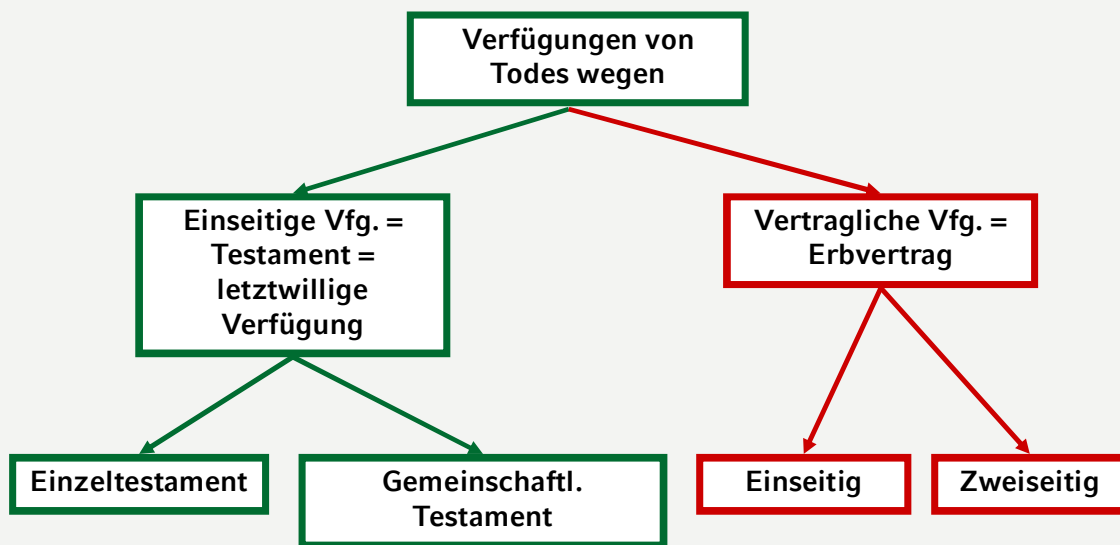 Verfügungen von
Todes wegen
Einseitige Vfg. =
Testament =
letztwillige
Verfügung
Vertragliche Vfg. =
Erbvertrag
Einzeltestament
Gemeinschaftl.
Testament
Einseitig
Zweiseitig